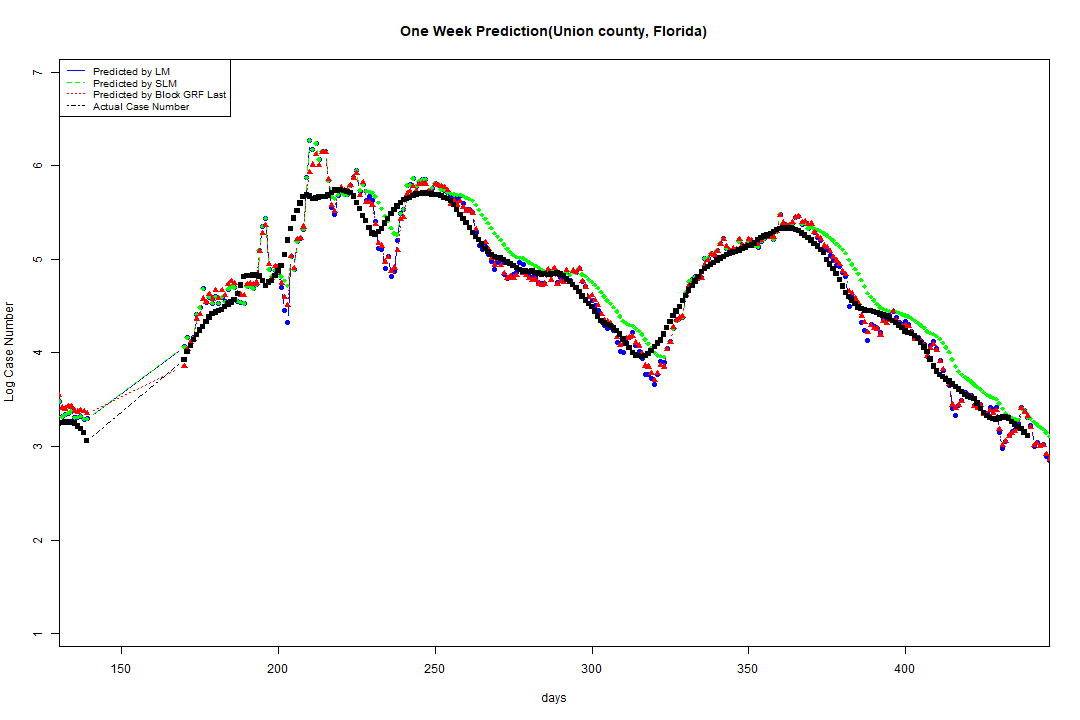 One Week Prediction(Union county, Florida)
Predicted by LM
Predicted by SLM
Predicted by Block GRF Last
Actual Case Number
7
6
5
4
3
2
1
Log Case Number
150 200 250 300 350 400
days